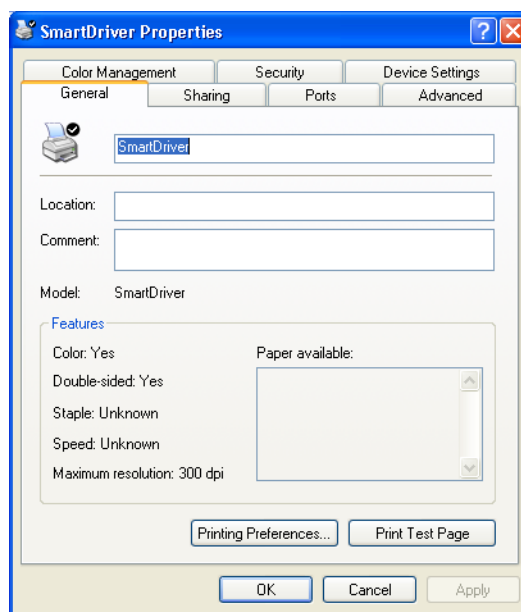 SmartDriver Properties
Color Management Security Device Settings
General Sharing Ports Advanced
SmartDriver
Location:
Comment:
Model: SmartDriver
Features
Color: Yes Paper available:
Double-sided: Yes
Staple: Unknown
Speed: Unknown
Maximum resolution: 300 dpi
Printing Preferences... Print Test Page
OK Cancel Apply